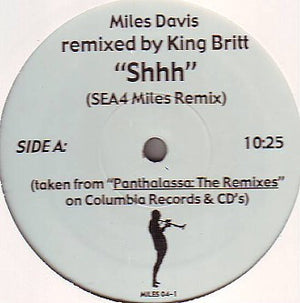 Miles Davis
remixed by King Britt
“Shhh”
(SEA4 Miles Remix)
SIDE A: 10:25
(taken from “Panthalassa: The Remixes”
on Columbia Records & CD's)
MILES 04-1